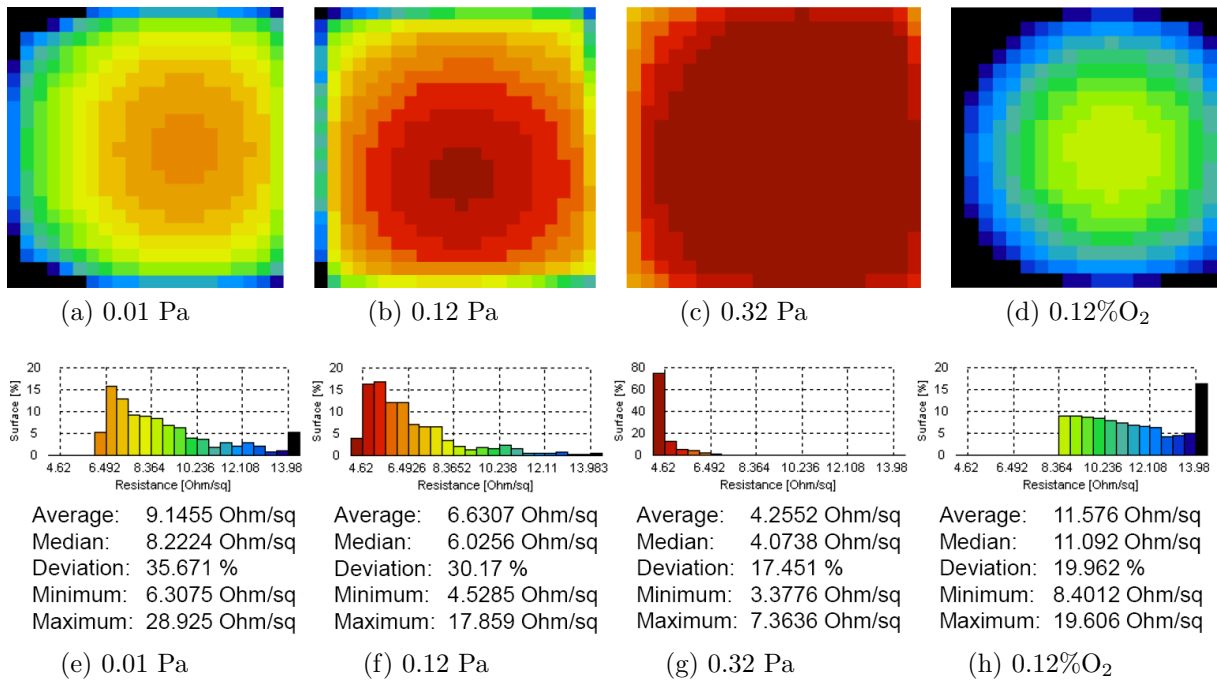 (a) 0.01 Pa
(b) 0.12 Pa
(c) 0.32 Pa
(d) 0.12%O₂
Surface [%]
20
15
10
5
0
4.62 6.492 8.364 10.236 12.108 13.98
Resistance [Ohm/sq]
Average: 9.1455 Ohm/sq
Median: 8.2224 Ohm/sq
Deviation: 35.671 %
Minimum: 6.3075 Ohm/sq
Maximum: 28.925 Ohm/sq
(e) 0.01 Pa
Surface [%]
20
15
10
5
0
4.62 6.4926 8.3652 10.238 12.11 13.983
Resistance [Ohm/sq]
Average: 6.6307 Ohm/sq
Median: 6.0256 Ohm/sq
Deviation: 30.17 %
Minimum: 4.5285 Ohm/sq
Maximum: 17.859 Ohm/sq
(f) 0.12 Pa
Surface [%]
80
60
40
20
0
4.62 6.492 8.364 10.236 12.108 13.98
Resistance [Ohm/sq]
Average: 4.2552 Ohm/sq
Median: 4.0738 Ohm/sq
Deviation: 17.451 %
Minimum: 3.3776 Ohm/sq
Maximum: 7.3636 Ohm/sq
(g) 0.32 Pa
Surface [%]
20
15
10
5
0
4.62 6.492 8.364 10.236 12.108 13.98
Resistance [Ohm/sq]
Average: 11.576 Ohm/sq
Median: 11.092 Ohm/sq
Deviation: 19.962 %
Minimum: 8.4012 Ohm/sq
Maximum: 19.606 Ohm/sq
(h) 0.12%O₂